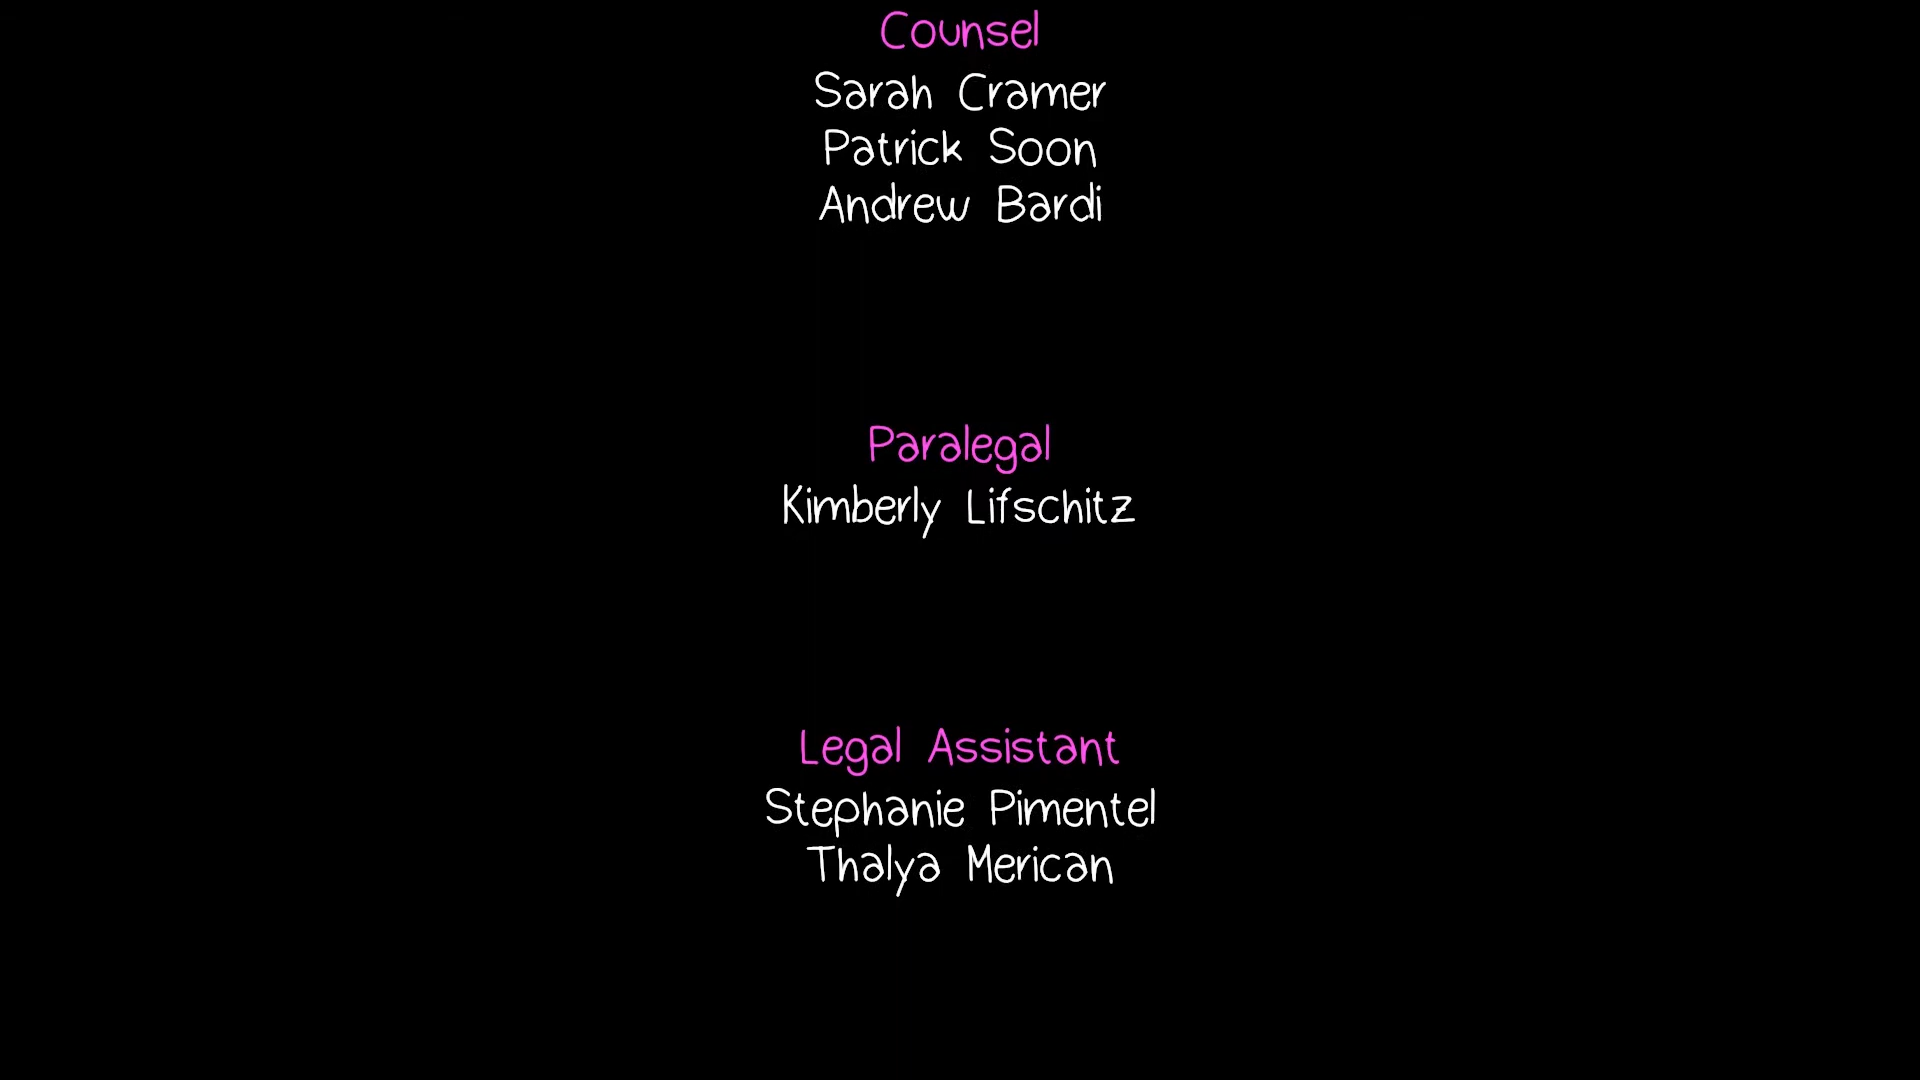 Counsel
Sarah Cramer
Patrick Soon
Andrew Bardi
Paralegal
Kimberly Lifschitz
Legal Assistant
Stephanie Pimentel
Thalya Merican